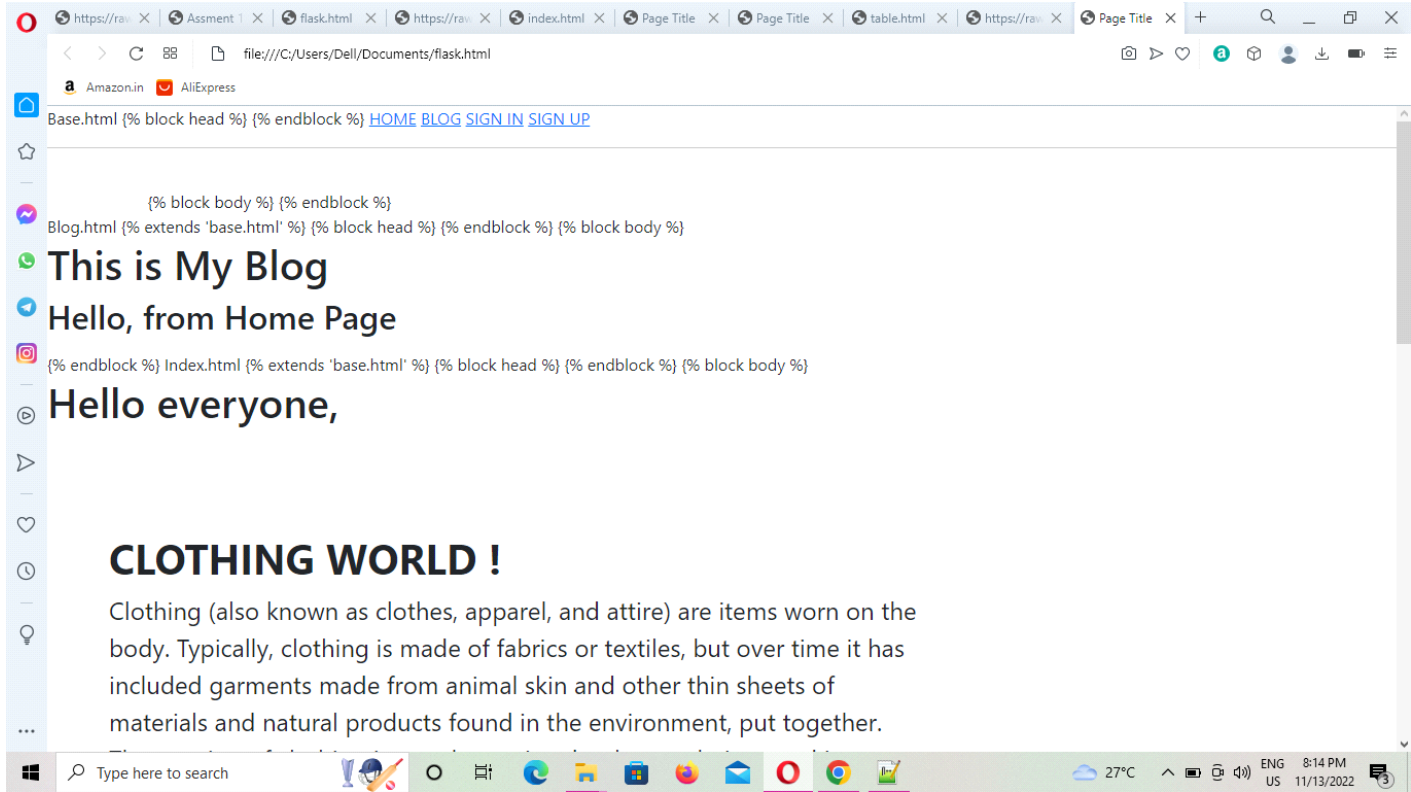 https://raw
Assment 1
flask.html
https://raw
index.html
Page Title
Page Title
table.html
https://raw
Page Title
file:///C:/Users/Dell/Documents/flask.html
Amazon.in
AliExpress
Base.html {% block head %} {% endblock %} HOME BLOG SIGN IN SIGN UP
{% block body %} {% endblock %}
Blog.html {% extends 'base.html' %} {% block head %} {% endblock %} {% block body %}
This is My Blog
Hello, from Home Page
{% endblock %} Index.html {% extends 'base.html' %} {% block head %} {% endblock %} {% block body %}
Hello everyone,
CLOTHING WORLD !
Clothing (also known as clothes, apparel, and attire) are items worn on the
body. Typically, clothing is made of fabrics or textiles, but over time it has
included garments made from animal skin and other thin sheets of
materials and natural products found in the environment, put together.
Type here to search
27°C
ENG
US
8:14 PM
11/13/2022
3